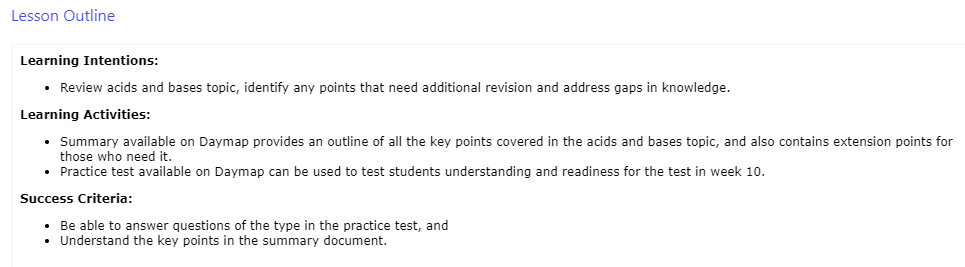 Lesson Outline
Learning Intentions:
• Review acids and bases topic, identify any points that need additional revision and address gaps in knowledge.
Learning Activities:
• Summary available on Daymap provides an outline of all the key points covered in the acids and bases topic, and also contains extension points for
those who need it.
• Practice test available on Daymap can be used to test students understanding and readiness for the test in week 10.
Success Criteria:
• Be able to answer questions of the type in the practice test, and
• Understand the key points in the summary document.